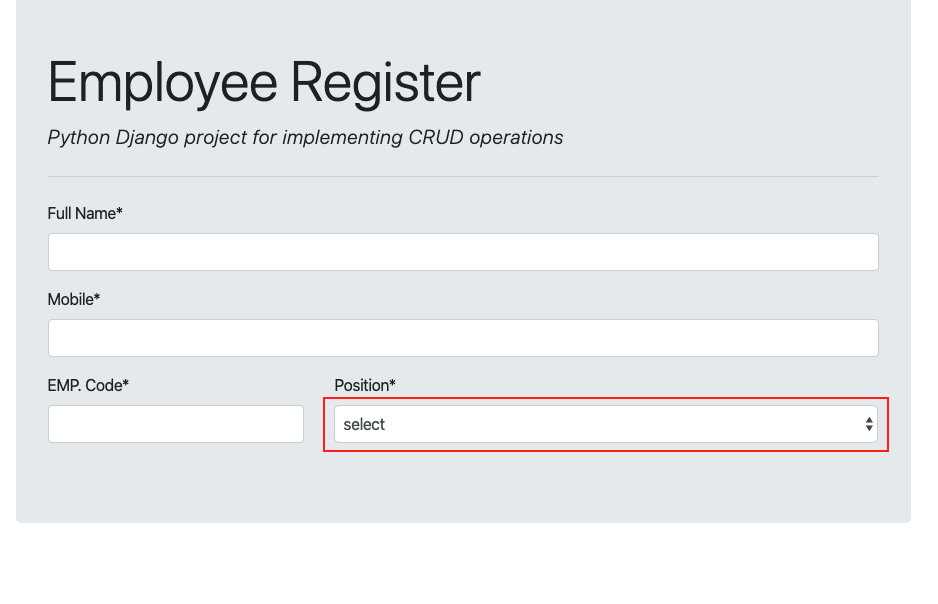 Employee Register
Python Django project for implementing CRUD operations
Full Name*
Mobile*
EMP. Code*
Position*
select